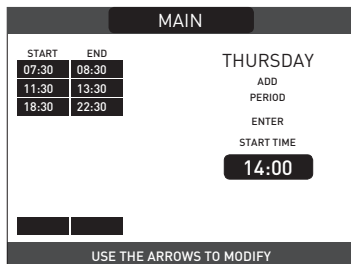 MAIN
START END
07:30 08:30
11:30 13:30
18:30 22:30
THURSDAY
ADD
PERIOD
ENTER
START TIME
14:00
USE THE ARROWS TO MODIFY